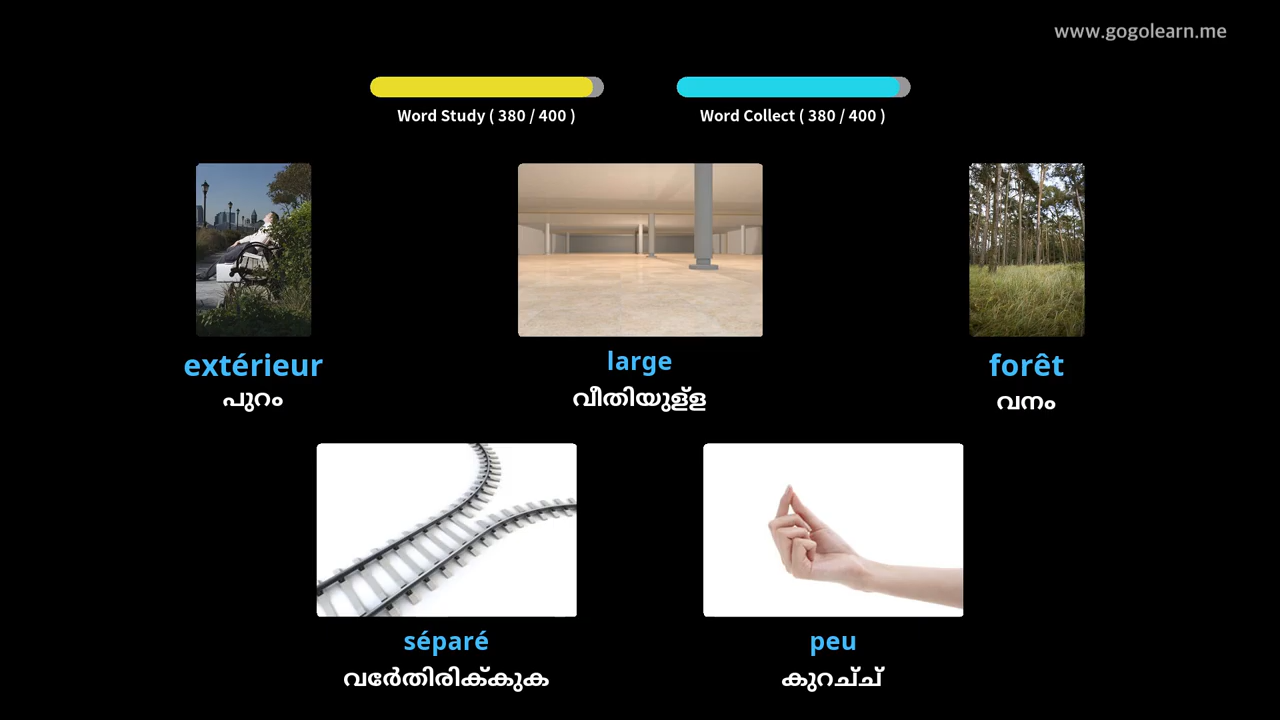 www.gogolearn.me
Word Study ( 380 / 400 )
Word Collect ( 380 / 400 )
extérieur
പുറം
large
വീതിയുള്ള
forêt
വനം
séparé
വേർതിരിക്കുക
peu
കുറച്ച്